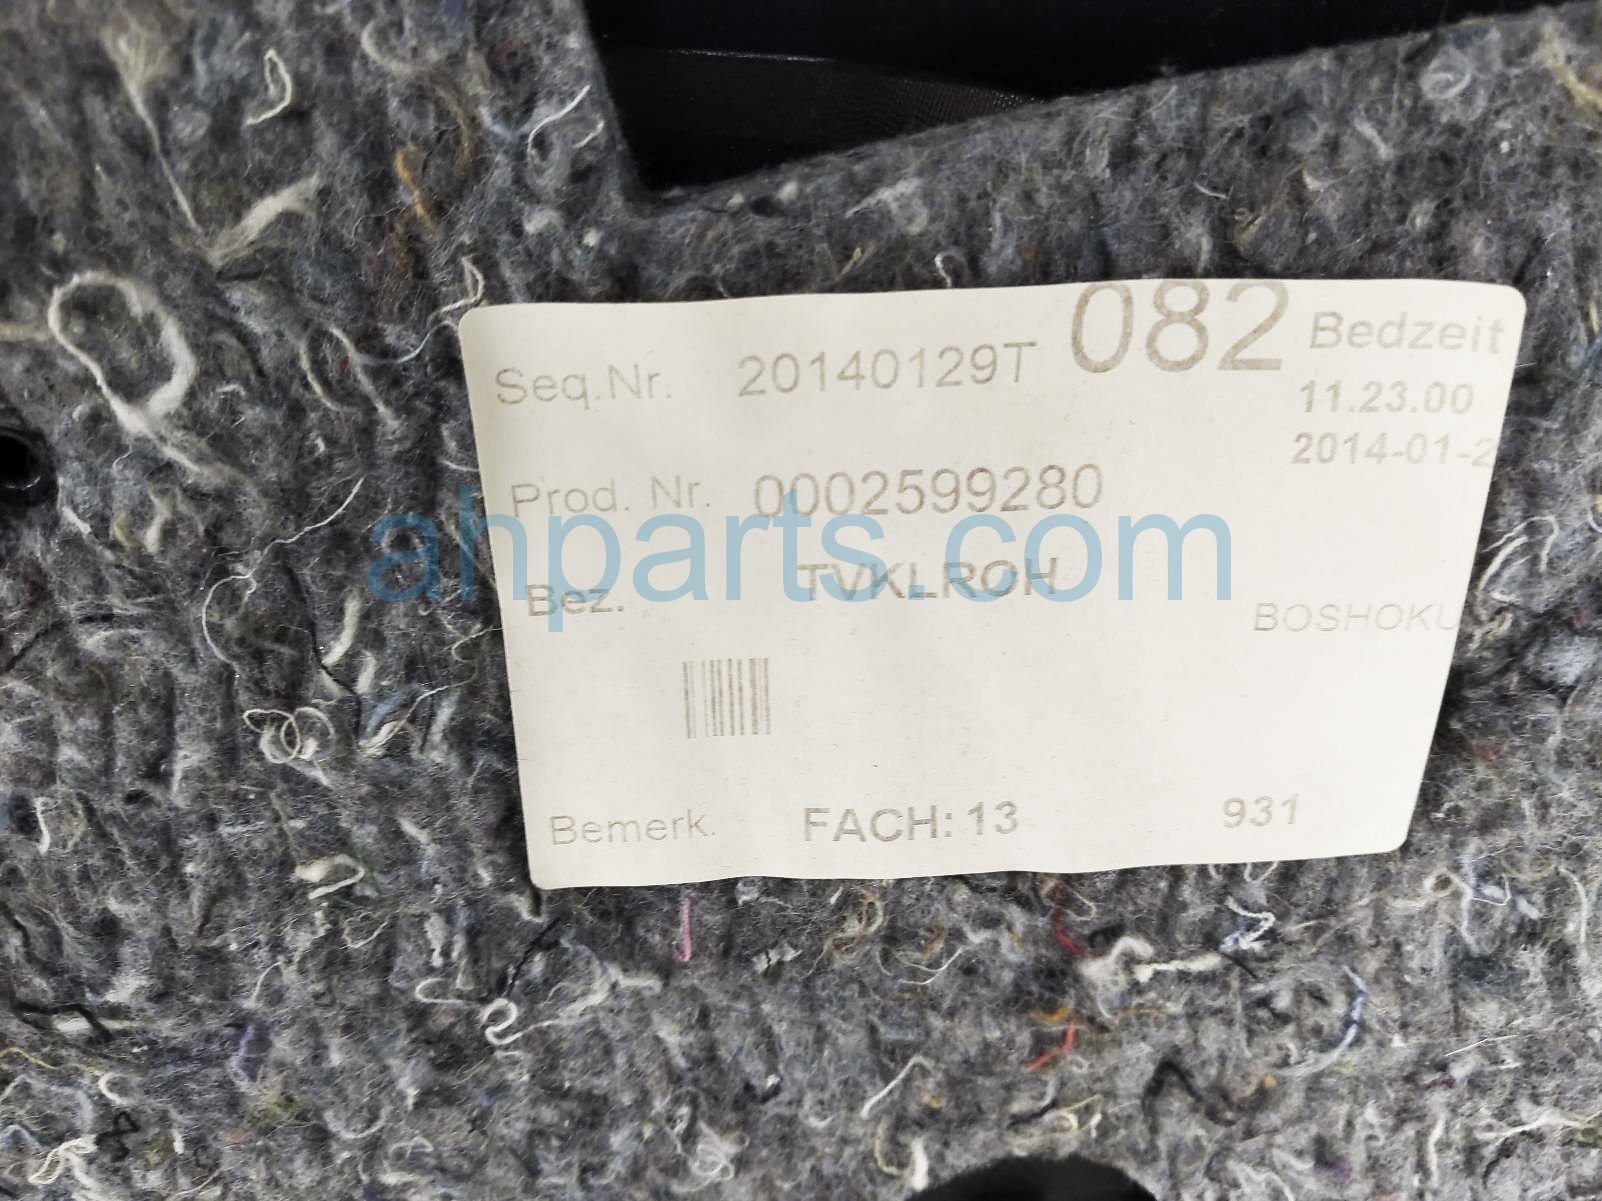 Seq.Nr. 20140129T 082 Bedzeit
11.23.00
2014-01-2
Prod. Nr. 0002599280
ahparts.com
Bez. TVKLROH
BOSHOKU
Bemerk. FACH: 13 931